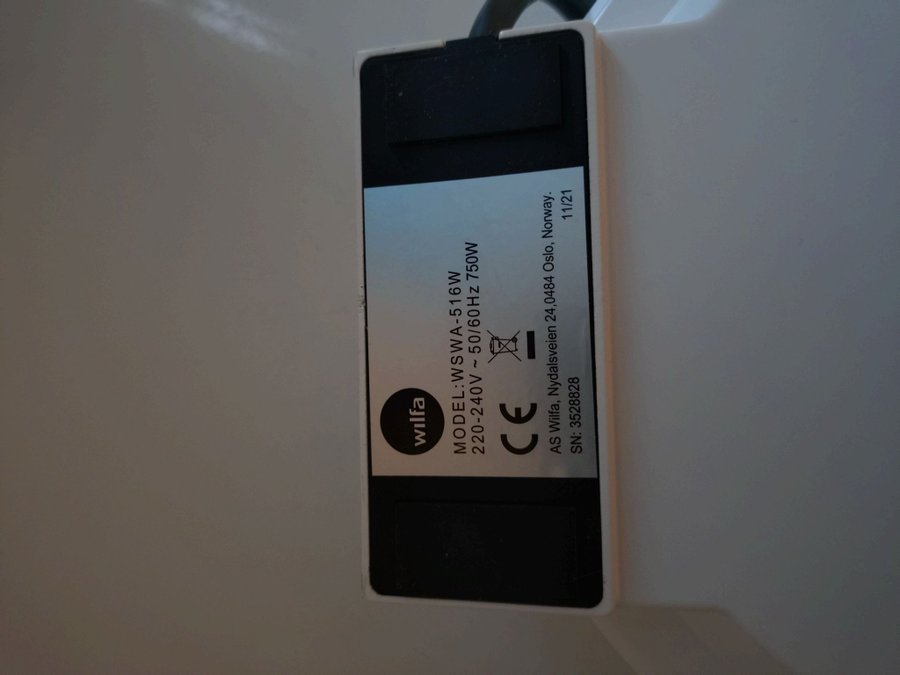 wilfa
MODEL:WSWA-516W
220-240V ~ 50/60Hz 750W
CE
AS Wilfa, Nydalsveien 24,0484 Oslo, Norway.
SN: 3528828 11/21